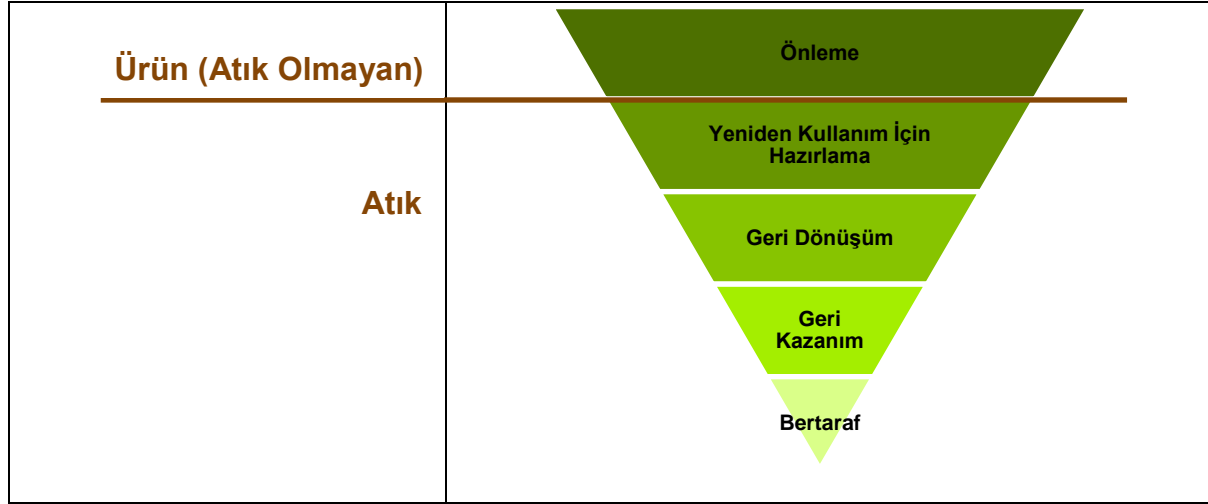 Önleme
Ürün (Atık Olmayan)
Yeniden Kullanım İçin
Hazırlama
Atık
Geri Dönüşüm
Geri
Kazanım
Bertaraf